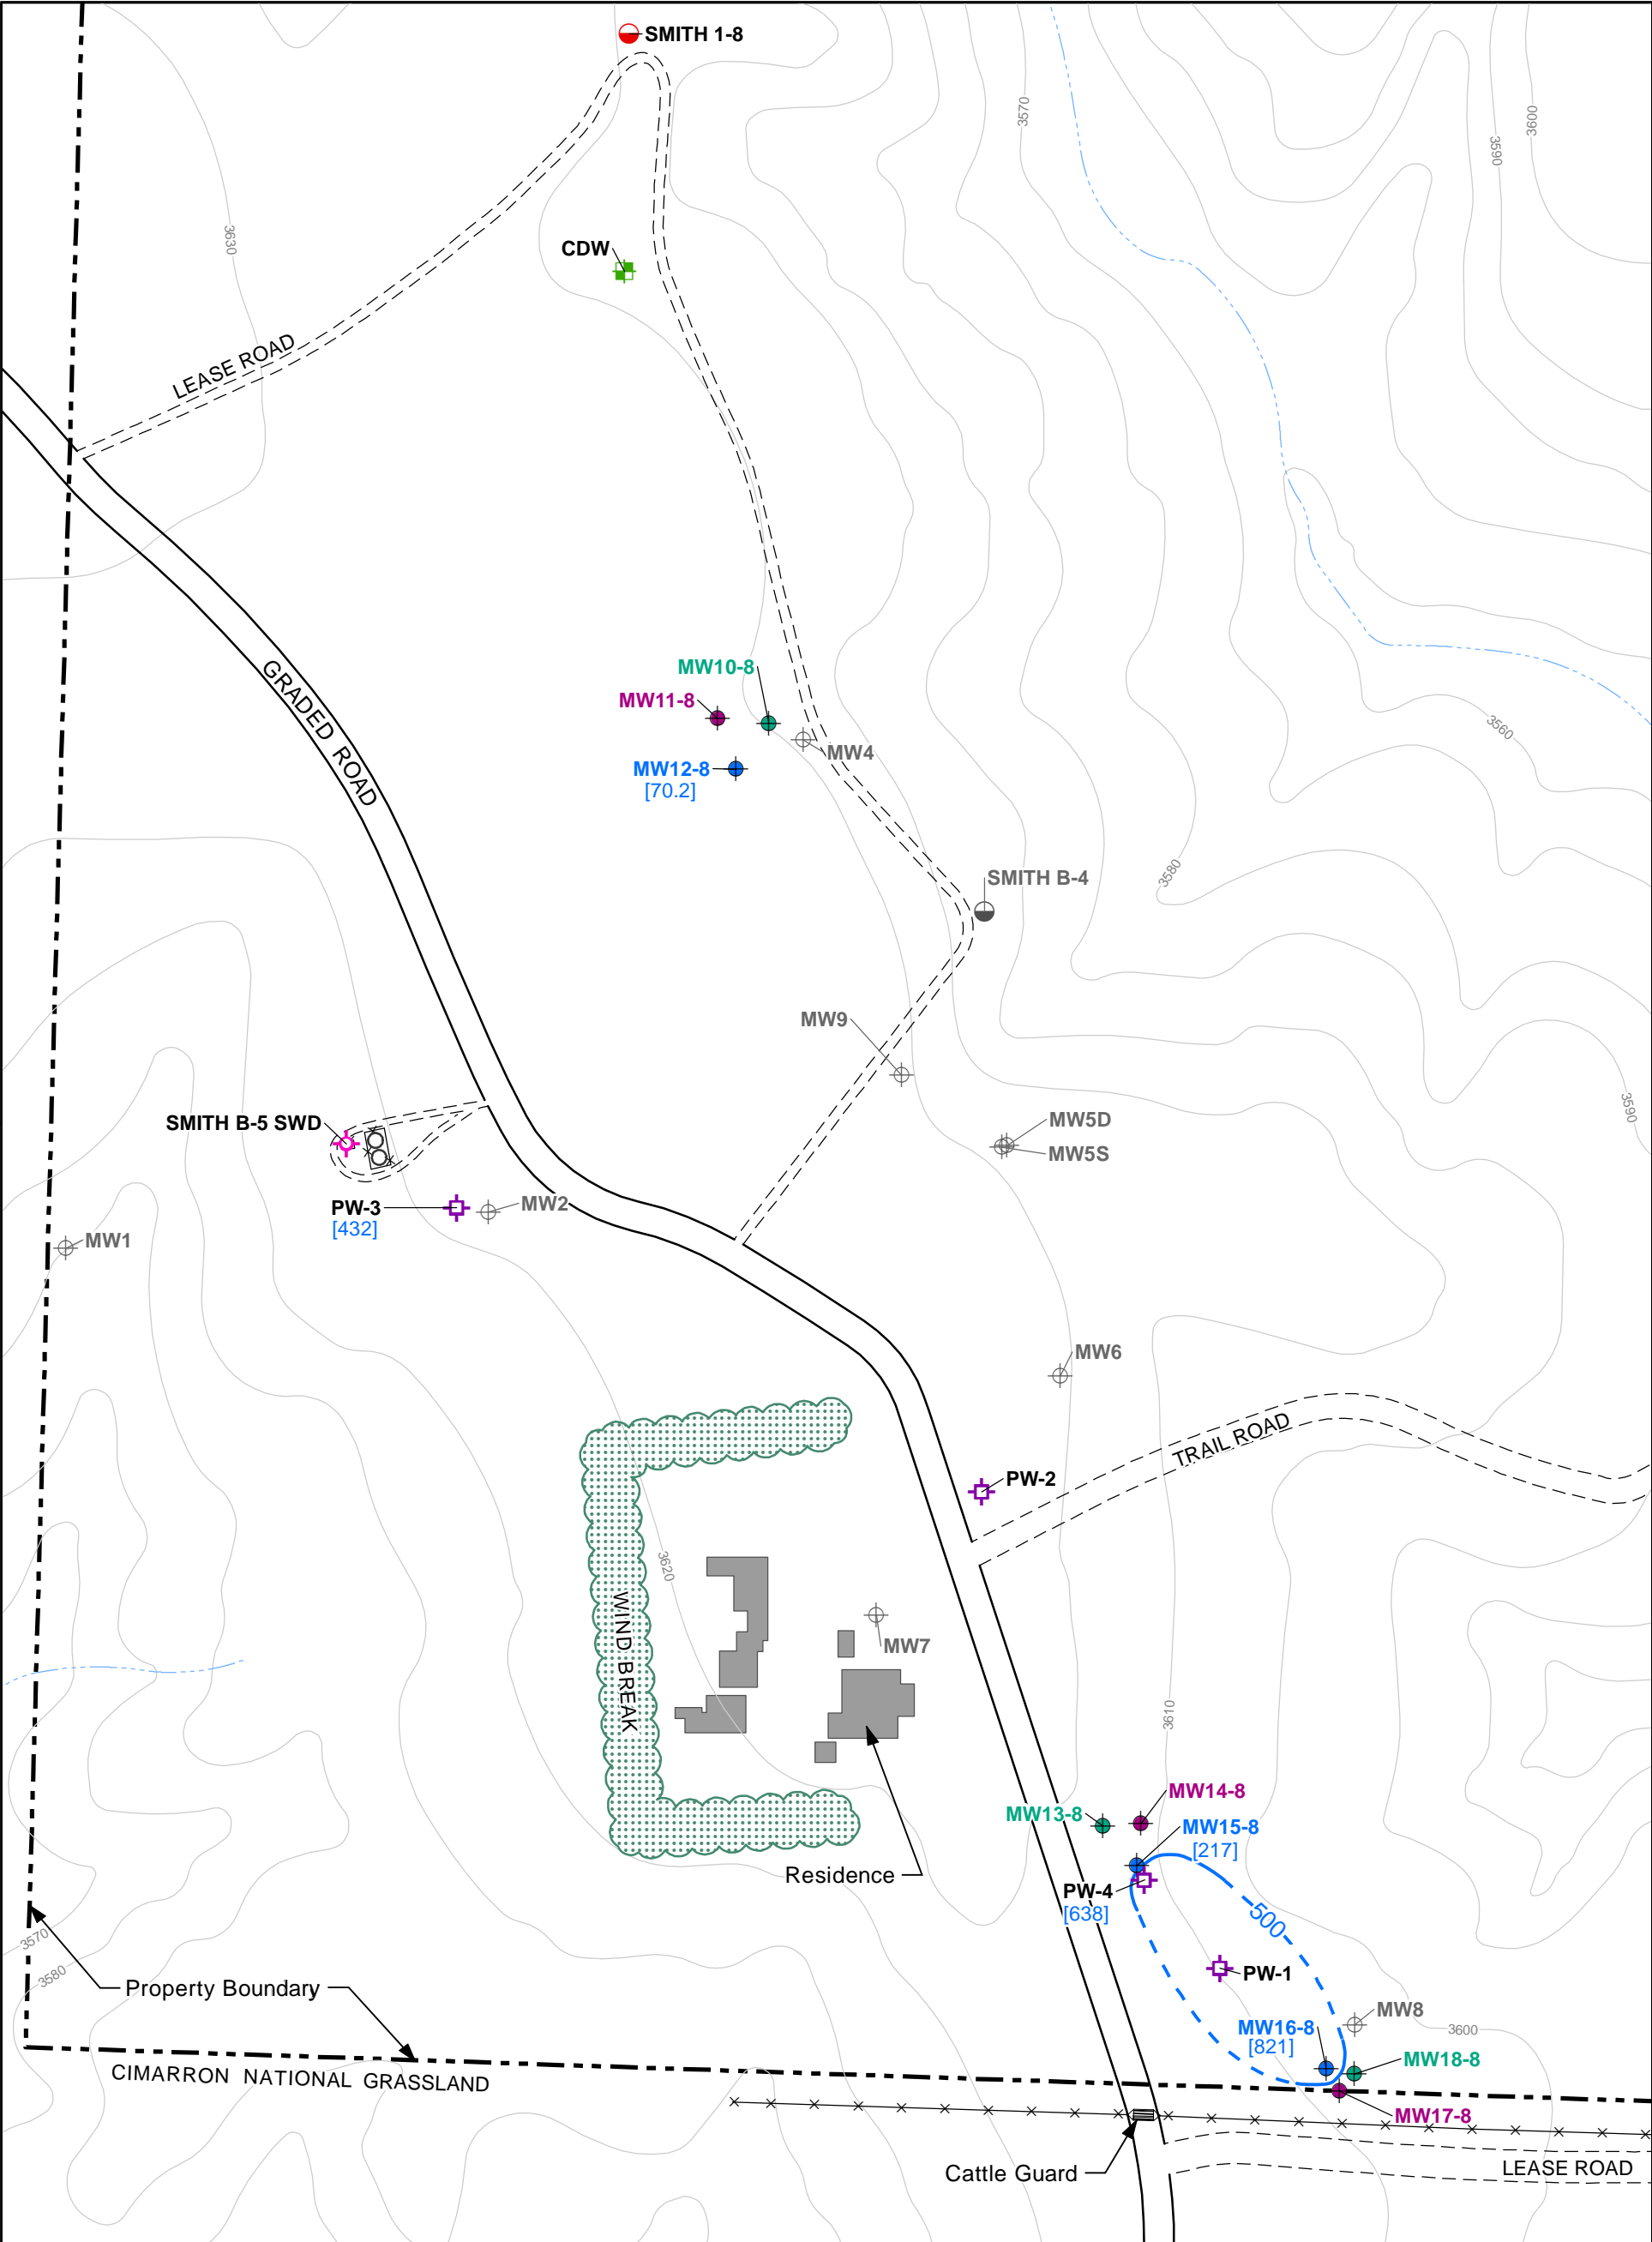 SMITH 1-8
3570
3600
3590
3630
CDW
LEASE ROAD
GRADED ROAD
MW10-8
MW11-8
MW4
MW12-8
[70.2]
3560
SMITH B-4
3580
MW9
SMITH B-5 SWD
MW5D
MW5S
3590
PW-3
[432]
MW2
MW1
MW6
TRAIL ROAD
PW-2
3620
WIND BREAK
MW7
3610
MW14-8
MW13-8
MW15-8
[217]
Residence
PW-4
[638]
500
3570
3580
Property Boundary
PW-1
MW8
MW16-8
[821]
3600
MW18-8
CIMARRON NATIONAL GRASSLAND
MW17-8
Cattle Guard
LEASE ROAD